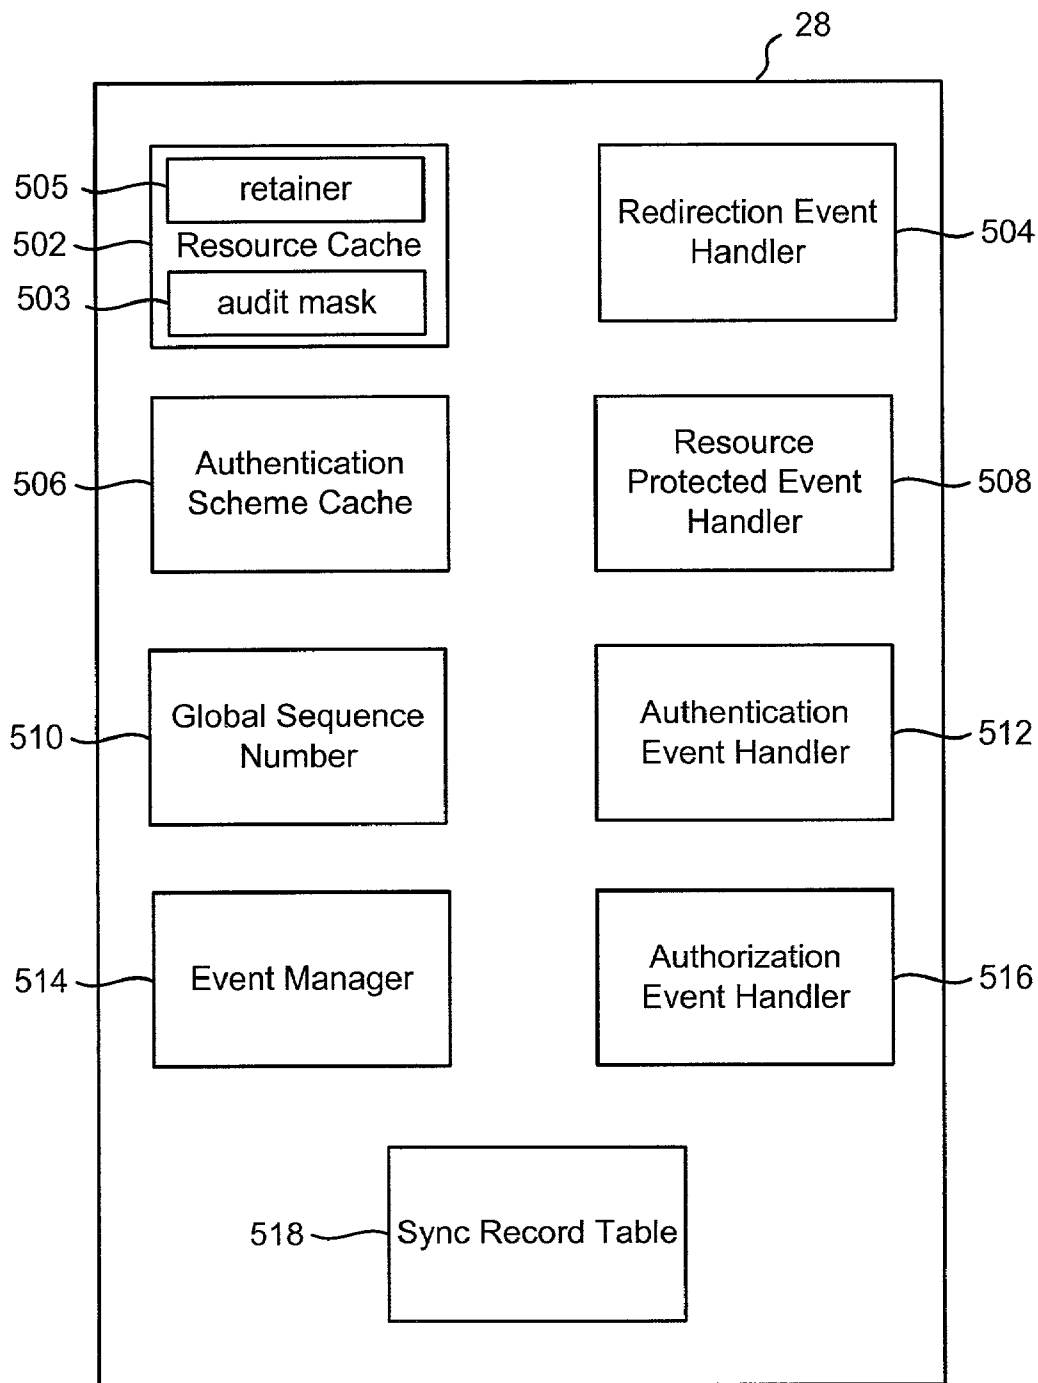 28
505
retainer
502
Resource Cache
503
audit mask
Redirection Event
Handler
504
506
Authentication
Scheme Cache
Resource
Protected Event
Handler
508
510
Global Sequence
Number
Authentication
Event Handler
512
514
Event Manager
Authorization
Event Handler
516
518
Sync Record Table